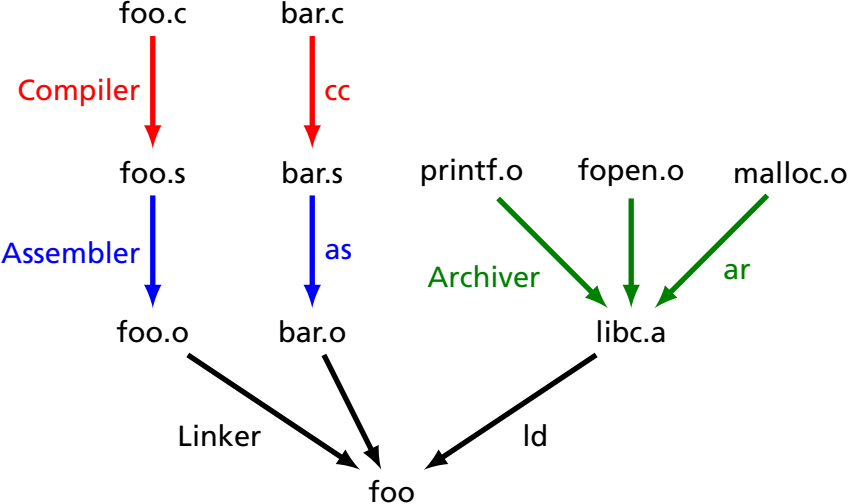 foo.c bar.c
Compiler cc
foo.s bar.s printf.o fopen.o malloc.o
Assembler as Archiver ar
foo.o bar.o libc.a
Linker ld
foo